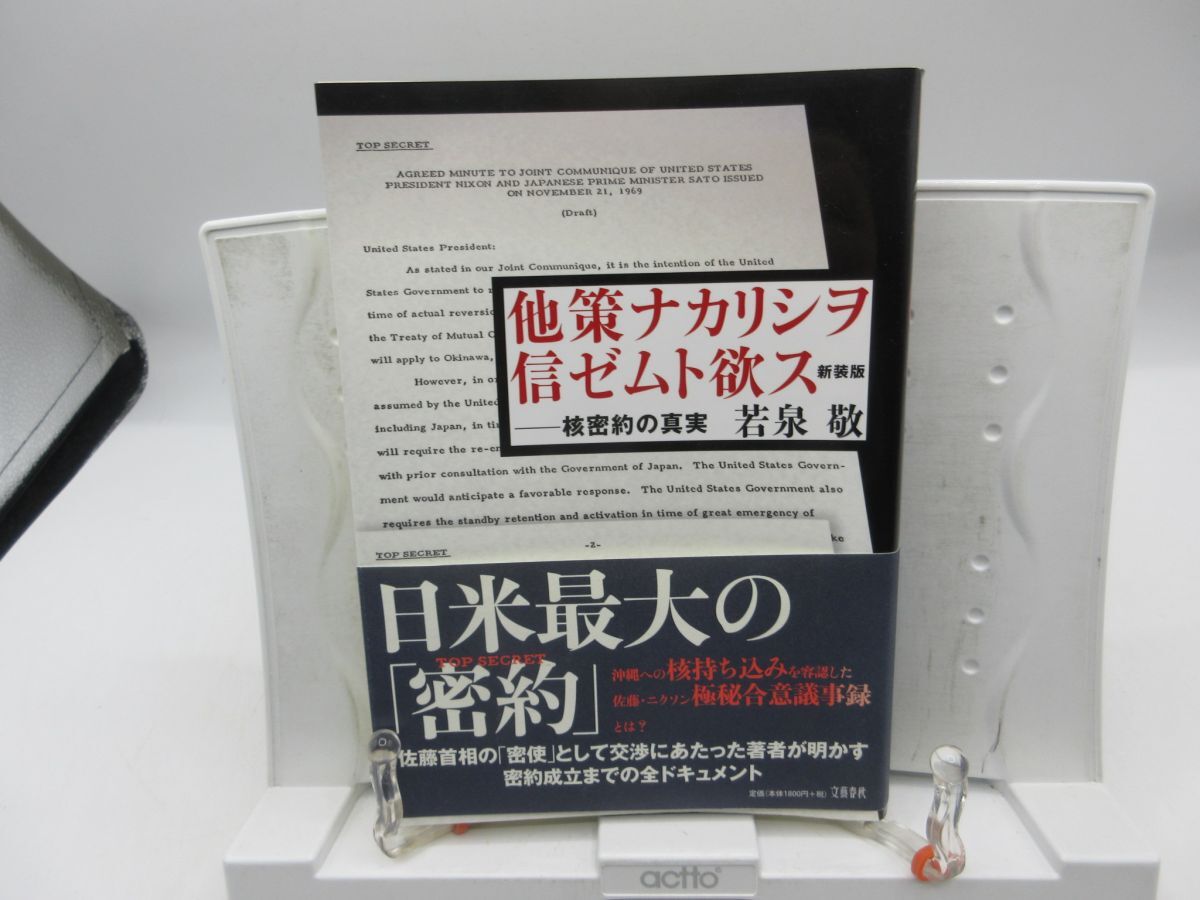 TOP SECRET
AGREED MINUTE TO JOINT COMMUNIQUE OF UNITED STATES
PRESIDENT NIXON AND JAPANESE PRIME MINISTER SATO ISSUED
ON NOVEMBER 21, 1969
(Draft)
United States President:
As stated in our Joint Communique, it is the intention of the United
States Government to
time of actual
the Treaty of Mutual
will apply to Okinawa,
However, in
assumed by the
including Japan, in
will require the
with prior consultation with the Government of Japan. The United States Govern-
ment would anticipate a favorable response. The United States Government also
requires the standby retention and activation in time of great emergency of
他策ナカリシヲ
信ゼムト欲ス 新装版
──核密約の真実 若泉 敬
TOP SECRET -2-
日米最大の
「密約」
TOP SECRET
沖縄への核持ち込みを容認した
佐藤・ニクソン極秘合意議事録
とは?
佐藤首相の「密使」として交渉にあたった著者が明かす
密約成立までの全ドキュメント
定価(本体1800円+税) 文藝春秋
actto